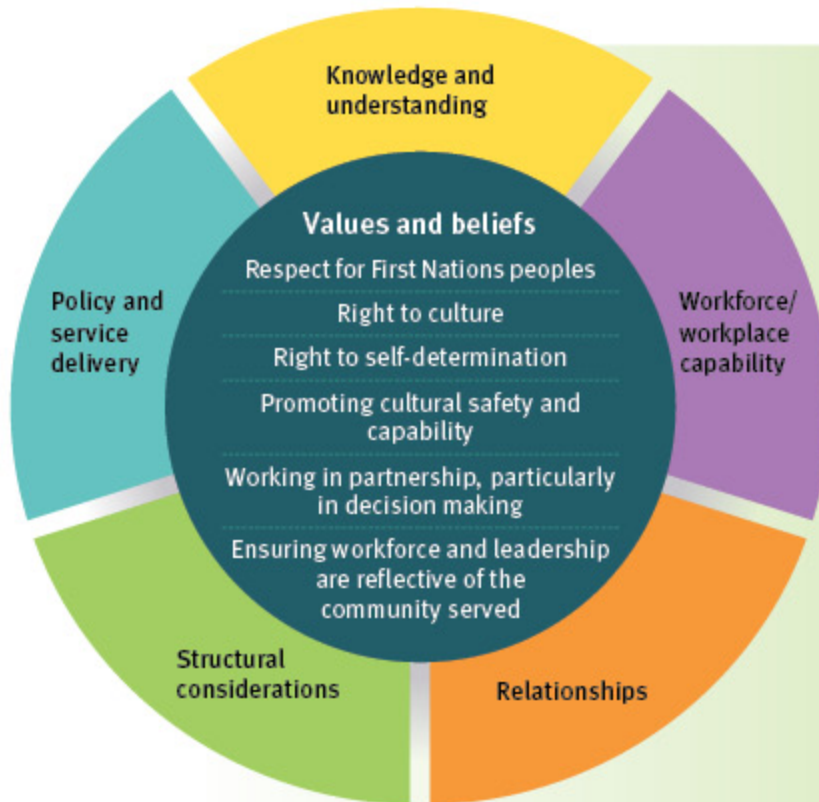 Knowledge and
understanding
Values and beliefs
Respect for First Nations peoples
Right to culture
Right to self-determination
Promoting cultural safety and
capability
Working in partnership, particularly
in decision making
Ensuring workforce and leadership
are reflective of the
community served
Workforce/
workplace
capability
Relationships
Structural
considerations
Policy and
service
delivery